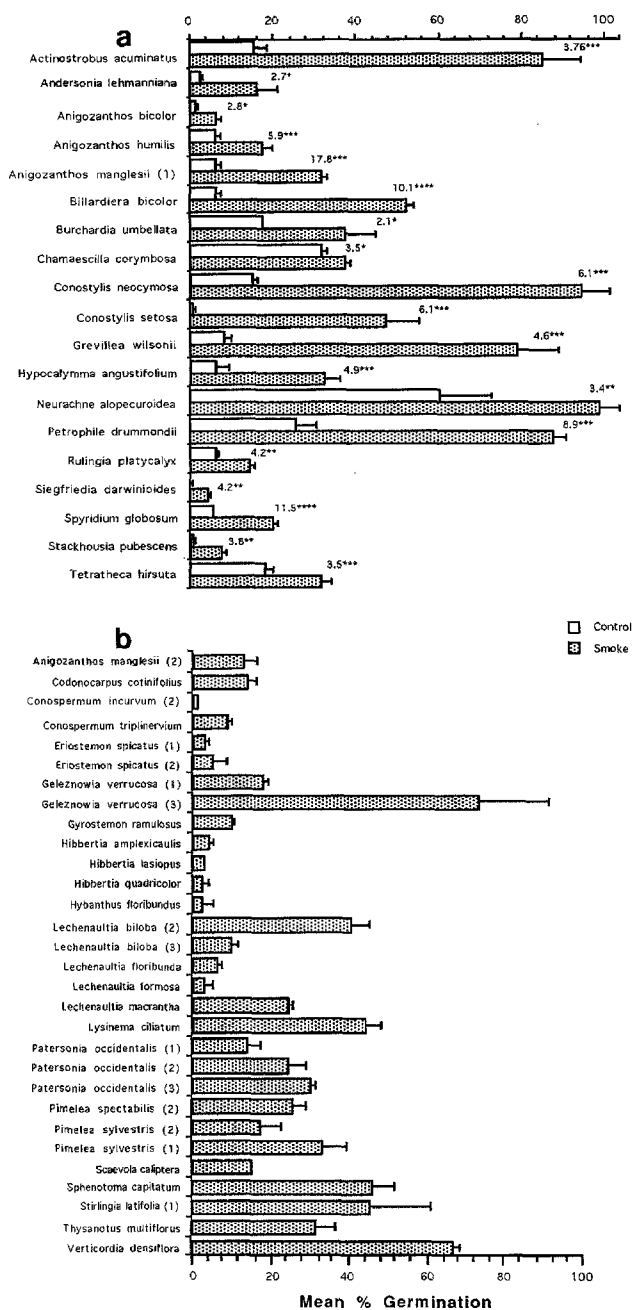 a
0 20 40 60 80 100
Actinostrobus acuminatus 3.76***
Andersonia lehmanniana 2.7*
Anigozanthos bicolor 2.8*
Anigozanthos humilis 5.9***
Anigozanthos manglesii (1) 17.8***
Billardiera bicolor 10.1****
Burchardia umbellata 2.1*
Chamaescilla corymbosa 3.5*
Conostylis neocymosa 6.1***
Conostylis setosa 6.1***
Grevillea wilsonii 4.6***
Hypocalymma angustifolium 4.9***
Neurachne alopecuroidea 3.4**
Petrophile drummondii 8.9***
Rulingia platycalyx 4.2**
Siegfriedia darwinioides 4.2**
Spyridium globosum 11.5****
Stackhousia pubescens 3.6**
Tetratheca hirsuta 3.5***
b
Control
Smoke
Anigozanthos manglesii (2)
Codonocarpus cotinifolius
Conospermum incurvum (2)
Conospermum triplinervium
Eriostemon spicatus (1)
Eriostemon spicatus (2)
Geleznowia verrucosa (1)
Geleznowia verrucosa (3)
Gyrostemon ramulosus
Hibbertia amplexicaulis
Hibbertia lasiopus
Hibbertia quadricolor
Hybanthus floribundus
Lechenaultia biloba (2)
Lechenaultia biloba (3)
Lechenaultia floribunda
Lechenaultia formosa
Lechenaultia macrantha
Lysinema ciliatum
Patersonia occidentalis (1)
Patersonia occidentalis (2)
Patersonia occidentalis (3)
Pimelea spectabilis (2)
Pimelea sylvestris (2)
Pimelea sylvestris (1)
Scaevola caliptera
Sphenotoma capitatum
Stirlingia latifolia (1)
Thysanotus multiflorus
Verticordia densiflora
0 20 40 60 80 100
Mean % Germination